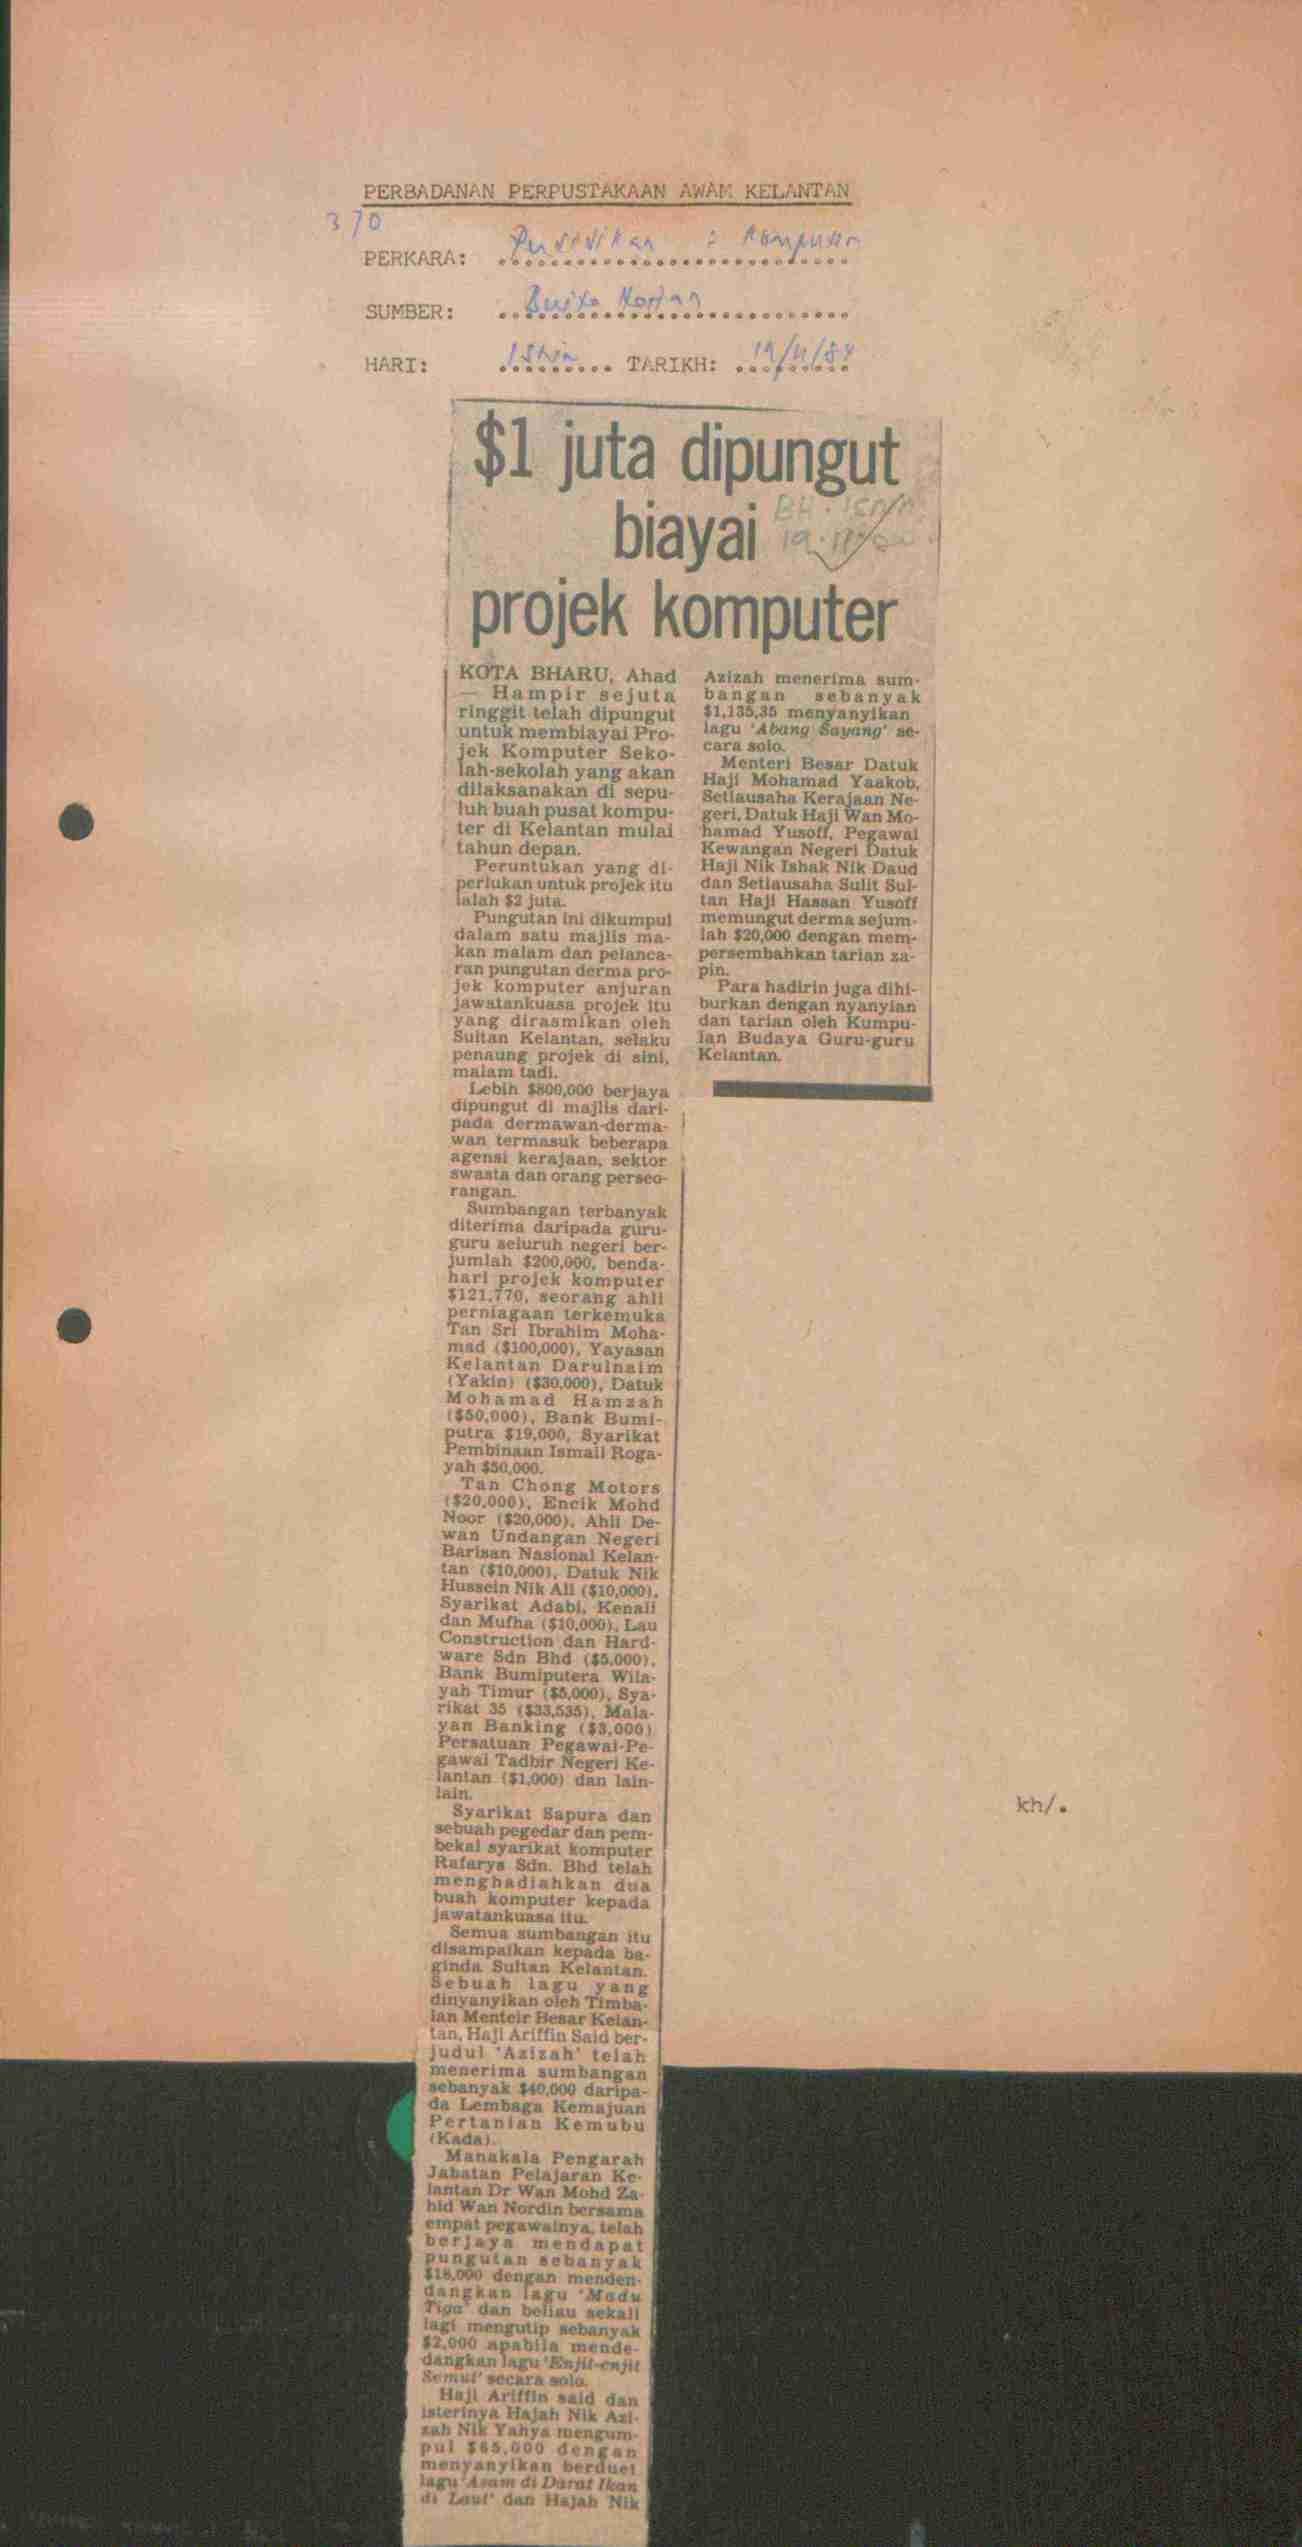 PERBADANAN PERPUSTAKAAN AWAM KELANTAN
370
PERKARA: Pendidikan : Komputer
SUMBER: Berita Harian
HARI: Isnin TARIKH: 19/11/84
$1 juta dipungut
biayai
BH. Isnin
19.11.84
projek komputer
KOTA BHARU, Ahad
— Hampir sejuta
ringgit telah dipungut
untuk membiayai Pro-
jek Komputer Seko-
lah-sekolah yang akan
dilaksanakan di sepu-
luh buah pusat kompu-
ter di Kelantan mulai
tahun depan.
Peruntukan yang di-
perlukan untuk projek itu
ialah $2 juta.
Pungutan ini dikumpul
dalam satu majlis ma-
kan malam dan pelanca-
ran pungutan derma pro-
jek komputer anjuran
jawatankuasa projek itu
yang dirasmikan oleh
Sultan Kelantan, selaku
penaung projek di sini,
malam tadi.
Lebih $800,000 berjaya
dipungut di majlis dari-
pada dermawan-derma-
wan termasuk beberapa
agensi kerajaan, sektor
swasta dan orang perseo-
rangan.
Sumbangan terbanyak
diterima daripada guru-
guru seluruh negeri ber-
jumlah $200,000, benda-
hari projek komputer
$121,770, seorang ahli
perniagaan terkemuka
Tan Sri Ibrahim Moha-
mad ($100,000), Yayasan
Kelantan Darulnaim
(Yakin) ($30,000), Datuk
Mohamad Hamzah
($50,000), Bank Bumi-
putra $19,000, Syarikat
Pembinaan Ismail Roga-
yah $50,000.
Tan Chong Motors
($20,000), Encik Mohd
Noor ($20,000), Ahli De-
wan Undangan Negeri
Barisan Nasional Kelan-
tan ($10,000), Datuk Nik
Hussein Nik Ali ($10,000),
Syarikat Adabi, Kenali
dan Mufha ($10,000), Lau
Construction dan Hard-
ware Sdn Bhd ($5,000),
Bank Bumiputera Wila-
yah Timur ($5,000), Sya-
rikat 35 ($33,535), Mala-
yan Banking ($3,000)
Persatuan Pegawai-Pe-
gawai Tadbir Negeri Ke-
lantan ($1,000) dan lain-
lain.
Syarikat Sapura dan
sebuah pegedar dan pem-
bekal syarikat komputer
Rafarya Sdn. Bhd telah
menghadiahkan dua
buah komputer kepada
jawatankuasa itu.
Semua sumbangan itu
disampaikan kepada ba-
ginda Sultan Kelantan.
Sebuah lagu yang
dinyanyikan oleh Timba-
lan Menteir Besar Kelan-
tan, Haji Ariffin Said ber-
judul 'Azizah' telah
menerima sumbangan
sebanyak $40,000 daripa-
da Lembaga Kemajuan
Pertanian Kemubu
(Kada).
Manakala Pengarah
Jabatan Pelajaran Ke-
lantan Dr Wan Mohd Za-
hid Wan Nordin bersama
empat pegawainya, telah
berjaya mendapat
pungutan sebanyak
$18,000 dengan menden-
dangkan lagu 'Madu
Tiga' dan beliau sekali
lagi mengutip sebanyak
$2,000 apabila mende-
dangkan lagu 'Enjit-enjit
Semut' secara solo.
Haji Ariffin said dan
isterinya Hajah Nik Azi-
zah Nik Yahya mengum-
pul $65,000 dengan
menyanyikan berduet
lagu 'Asam di Darat Ikan
di Laut' dan Hajah Nik
Azizah menerima sum-
bangan sebanyak
$1,135,35 menyanyikan
lagu 'Abang Sayang' se-
cara solo.
Menteri Besar Datuk
Haji Mohamad Yaakob,
Setiausaha Kerajaan Ne-
geri, Datuk Haji Wan Mo-
hamad Yusoff, Pegawai
Kewangan Negeri Datuk
Haji Nik Ishak Nik Daud
dan Setiausaha Sulit Sul-
tan Haji Hassan Yusoff
memungut derma sejum-
lah $20,000 dengan mem-
persembahkan tarian za-
pin.
Para hadirin juga dihi-
burkan dengan nyanyian
dan tarian oleh Kumpu-
lan Budaya Guru-guru
Kelantan.
kh/.